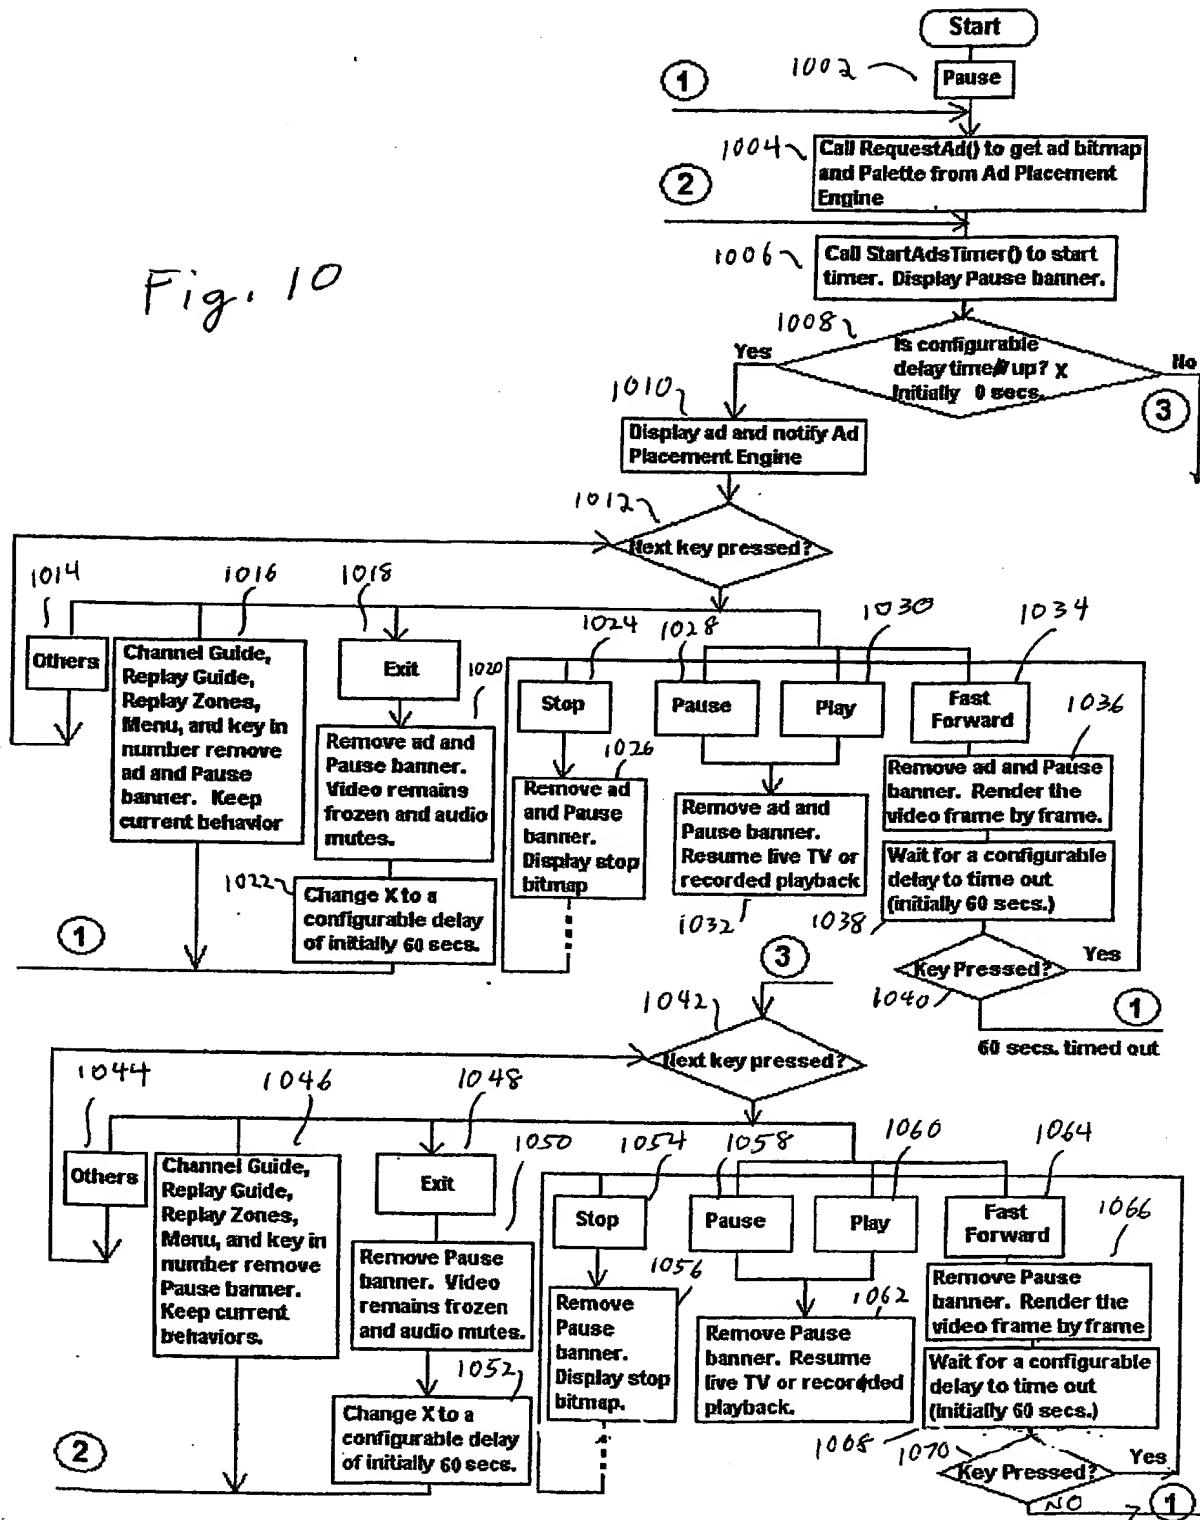 Start
1002
Pause
1
1004
Call RequestAd() to get ad bitmap
and Palette from Ad Placement
Engine
2
1006
Call StartAdsTimer() to start
timer. Display Pause banner.
Fig. 10
1008
Is configurable
delay time up? X
Initially 0 secs.
Yes
No
3
1010
Display ad and notify Ad
Placement Engine
1012
Next key pressed?
1014
Others
1016
Channel Guide,
Replay Guide,
Replay Zones,
Menu, and key in
number remove
ad and Pause
banner. Keep
current behavior
1018
Exit
1020
Remove ad and
Pause banner.
Video remains
frozen and audio
mutes.
1022
Change X to a
configurable delay
of initially 60 secs.
1
1024
Stop
1026
Remove ad
and Pause
banner.
Display stop
bitmap
1028
Pause
1030
Play
Remove ad and
Pause banner.
Resume live TV or
recorded playback
1032
1034
Fast
Forward
1036
Remove ad and Pause
banner. Render the
video frame by frame.
Wait for a configurable
delay to time out
(initially 60 secs.)
1038
Key Pressed?
Yes
1040
1
60 secs. timed out
3
1042
Next key pressed?
1044
Others
1046
Channel Guide,
Replay Guide,
Replay Zones,
Menu, and key in
number remove
Pause banner.
Keep current
behaviors.
1048
Exit
1050
Remove Pause
banner. Video
remains frozen
and audio mutes.
1052
Change X to a
configurable delay
of initially 60 secs.
2
1054
Stop
1056
Remove
Pause
banner.
Display stop
bitmap.
1058
Pause
1060
Play
1062
Remove Pause
banner. Resume
live TV or recorded
playback.
1064
Fast
Forward
1066
Remove Pause
banner. Render the
video frame by frame
Wait for a configurable
delay to time out
(Initially 60 secs.)
1068
1070
Key Pressed?
Yes
NO
1